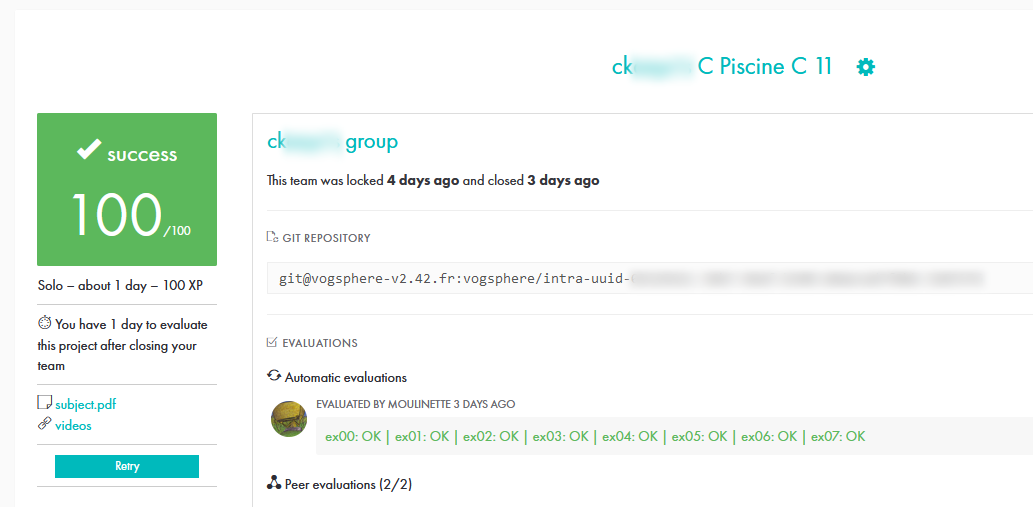 ck C Piscine C 11
success
100/100
Solo – about 1 day – 100 XP
You have 1 day to evaluate
this project after closing your
team
subject.pdf
videos
Retry
ck group
This team was locked 4 days ago and closed 3 days ago
GIT REPOSITORY
git@vogsphere-v2.42.fr:vogsphere/intra-uuid-
EVALUATIONS
Automatic evaluations
EVALUATED BY MOULINETTE 3 DAYS AGO
ex00: OK | ex01: OK | ex02: OK | ex03: OK | ex04: OK | ex05: OK | ex06: OK | ex07: OK
Peer evaluations (2/2)